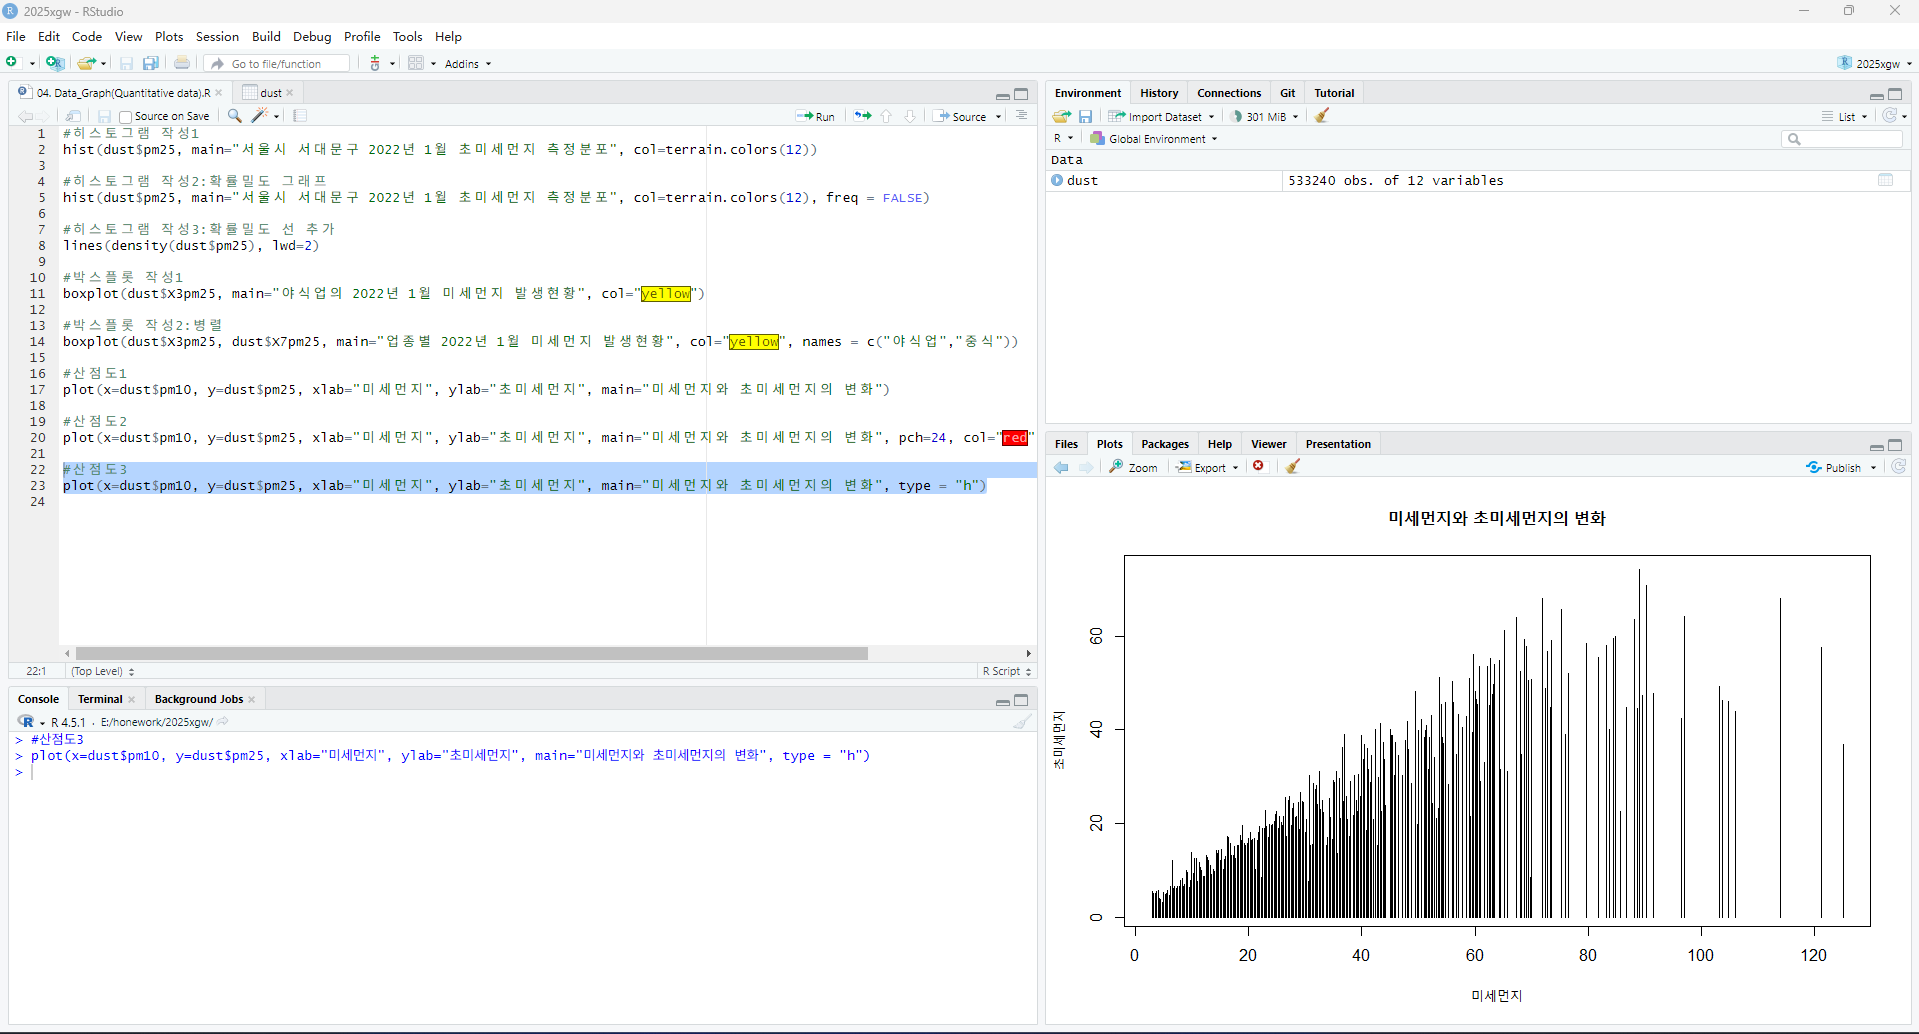 2025xgw - RStudio
File Edit Code View Plots Session Build Debug Profile Tools Help
Go to file/function Addins 2025xgw
04. Data_Graph(Quantitative data).R dust
Source on Save Run Source
1 #히스토그램 작성1
2 hist(dust$pm25, main="서울시 서대문구 2022년 1월 초미세먼지 측정분포", col=terrain.colors(12))
3
4 #히스토그램 작성2:확률밀도 그래프
5 hist(dust$pm25, main="서울시 서대문구 2022년 1월 초미세먼지 측정분포", col=terrain.colors(12), freq = FALSE)
6
7 #히스토그램 작성3:확률밀도 선 추가
8 lines(density(dust$pm25), lwd=2)
9
10 #박스플롯 작성1
11 boxplot(dust$X3pm25, main="야식업의 2022년 1월 미세먼지 발생현황", col="yellow")
12
13 #박스플롯 작성2:병렬
14 boxplot(dust$X3pm25, dust$X7pm25, main="업종별 2022년 1월 미세먼지 발생현황", col="yellow", names = c("야식업","중식"))
15
16 #산점도1
17 plot(x=dust$pm10, y=dust$pm25, xlab="미세먼지", ylab="초미세먼지", main="미세먼지와 초미세먼지의 변화")
18
19 #산점도2
20 plot(x=dust$pm10, y=dust$pm25, xlab="미세먼지", ylab="초미세먼지", main="미세먼지와 초미세먼지의 변화", pch=24, col="red"
21
22 #산점도3
23 plot(x=dust$pm10, y=dust$pm25, xlab="미세먼지", ylab="초미세먼지", main="미세먼지와 초미세먼지의 변화", type = "h")
24
22:1 (Top Level) R Script
Console Terminal Background Jobs
R 4.5.1 · E:/honework/2025xgw/
> #산점도3
> plot(x=dust$pm10, y=dust$pm25, xlab="미세먼지", ylab="초미세먼지", main="미세먼지와 초미세먼지의 변화", type = "h")
>
Environment History Connections Git Tutorial
Import Dataset 301 MiB List
R Global Environment
Data
dust 533240 obs. of 12 variables
Files Plots Packages Help Viewer Presentation
Zoom Export Publish
미세먼지와 초미세먼지의 변화
초미세먼지
60
40
20
0
0 20 40 60 80 100 120
미세먼지